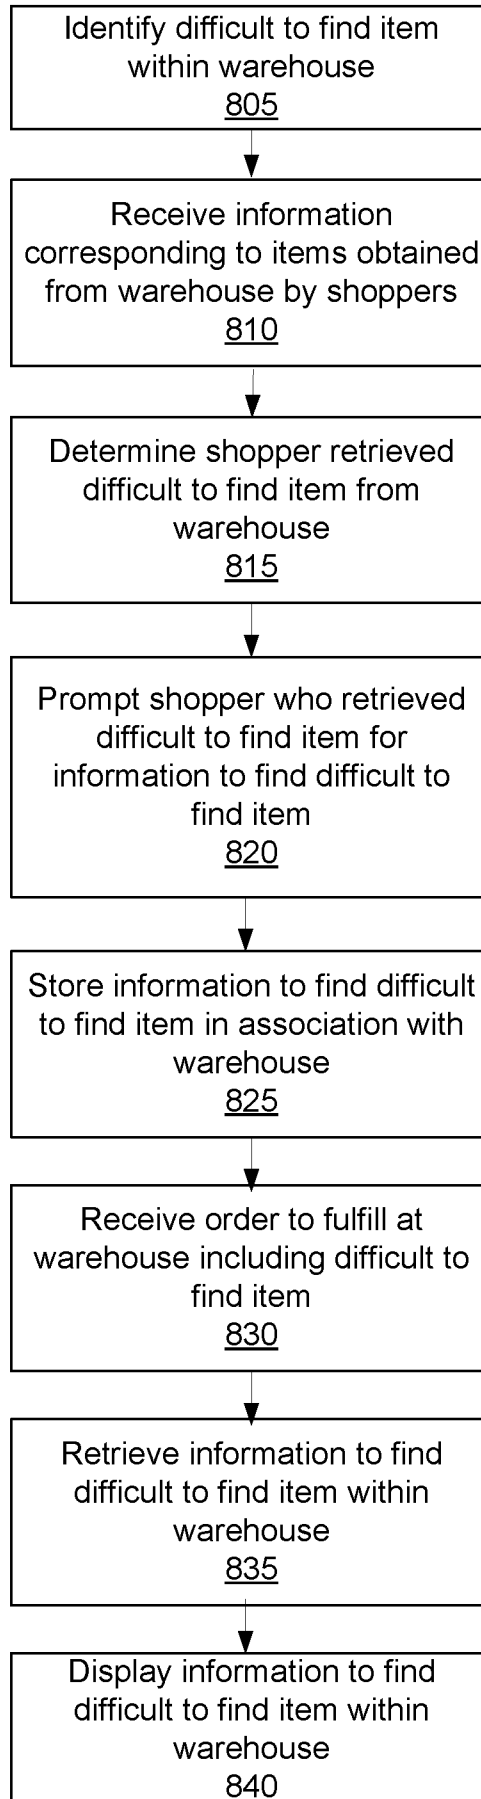 Identify difficult to find item
within warehouse
805
Receive information
corresponding to items obtained
from warehouse by shoppers
810
Determine shopper retrieved
difficult to find item from
warehouse
815
Prompt shopper who retrieved
difficult to find item for
information to find difficult to
find item
820
Store information to find difficult
to find item in association with
warehouse
825
Receive order to fulfill at
warehouse including difficult to
find item
830
Retrieve information to find
difficult to find item within
warehouse
835
Display information to find
difficult to find item within
warehouse
840